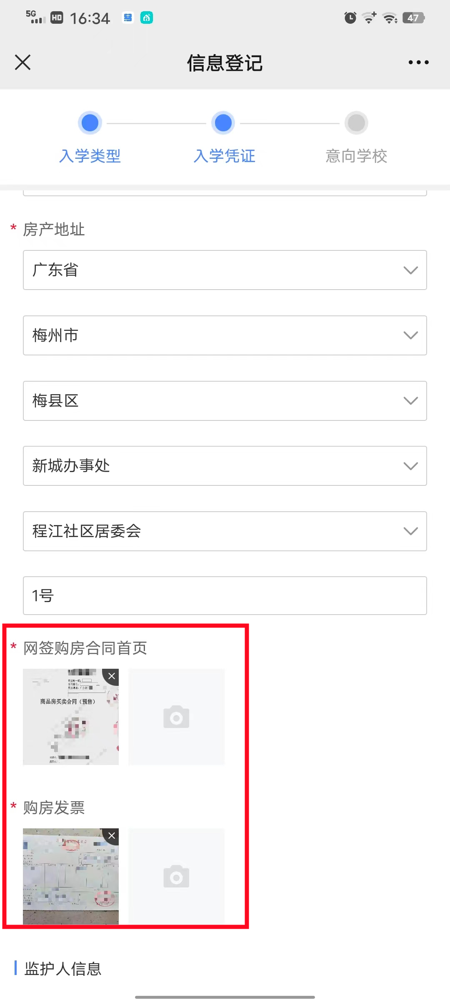 5G HD 16:34 47
信息登记
入学类型 入学凭证 意向学校
* 房产地址
广东省
梅州市
梅县区
新城办事处
程江社区居委会
1号
* 网签购房合同首页
商品房买卖合同（预售）
* 购房发票
监护人信息